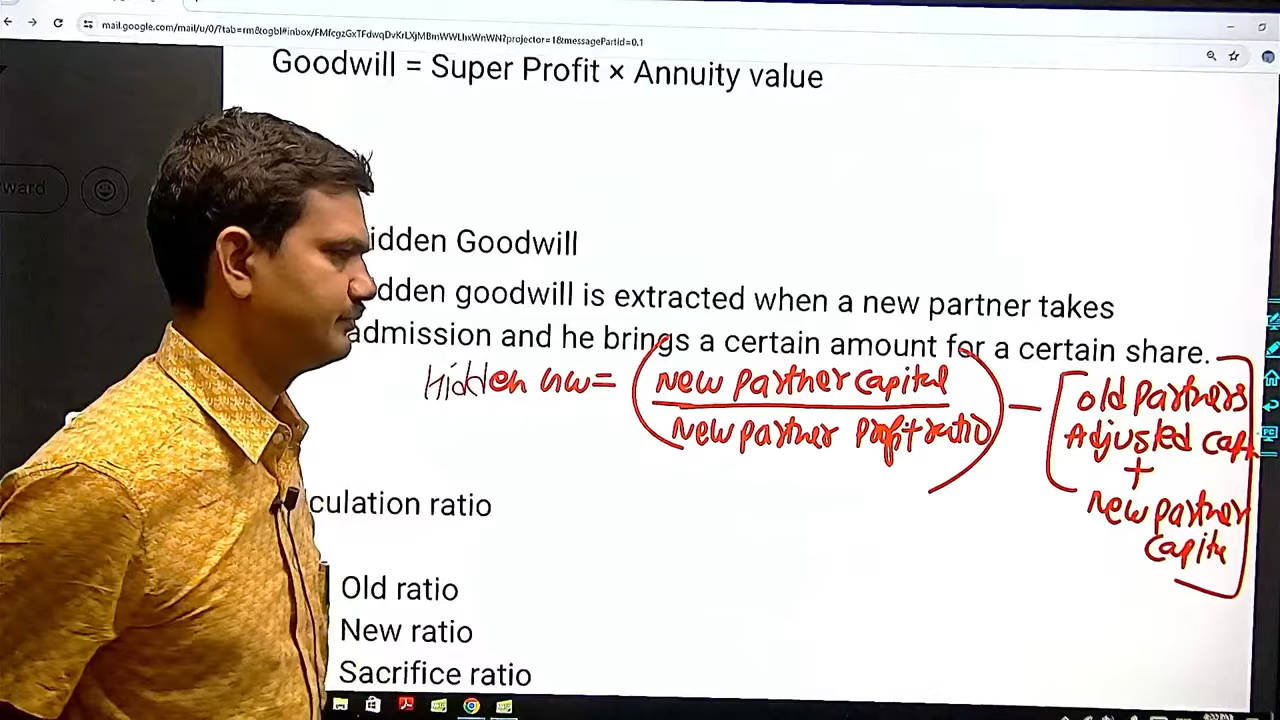 mail.google.com/mail/u/0/?tab=rm&ogbl#inbox/FMfcgzGxTFdwqDvKrLXjMBmWWLhxWnWN?projector=1&messagePartId=0.1
Goodwill = Super Profit × Annuity value
ward
idden Goodwill
dden goodwill is extracted when a new partner takes
admission and he brings a certain amount for a certain share.
Hidden = (New partner capital / New partner profit ratio) - [old partners Adjusted + New partner
culation ratio
Old ratio
New ratio
Sacrifice ratio